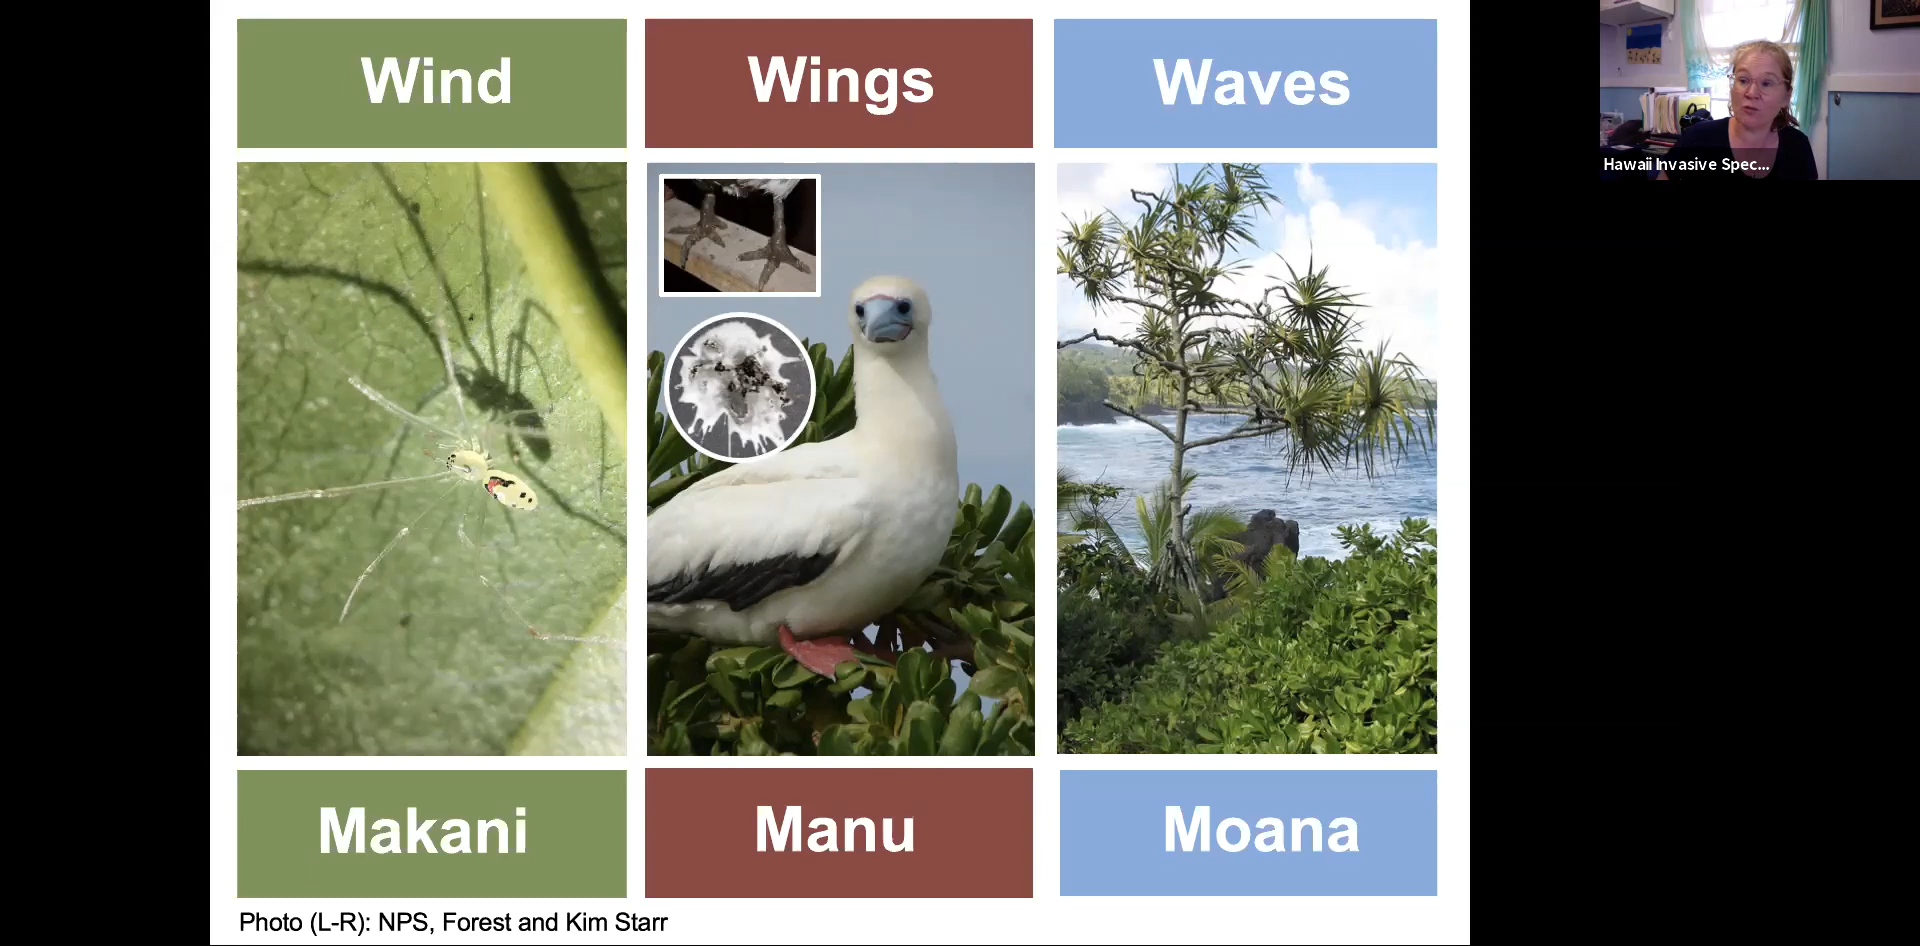 Wind
Wings
Waves
Hawaii Invasive Spec...
Makani
Manu
Moana
Photo (L-R): NPS, Forest and Kim Starr